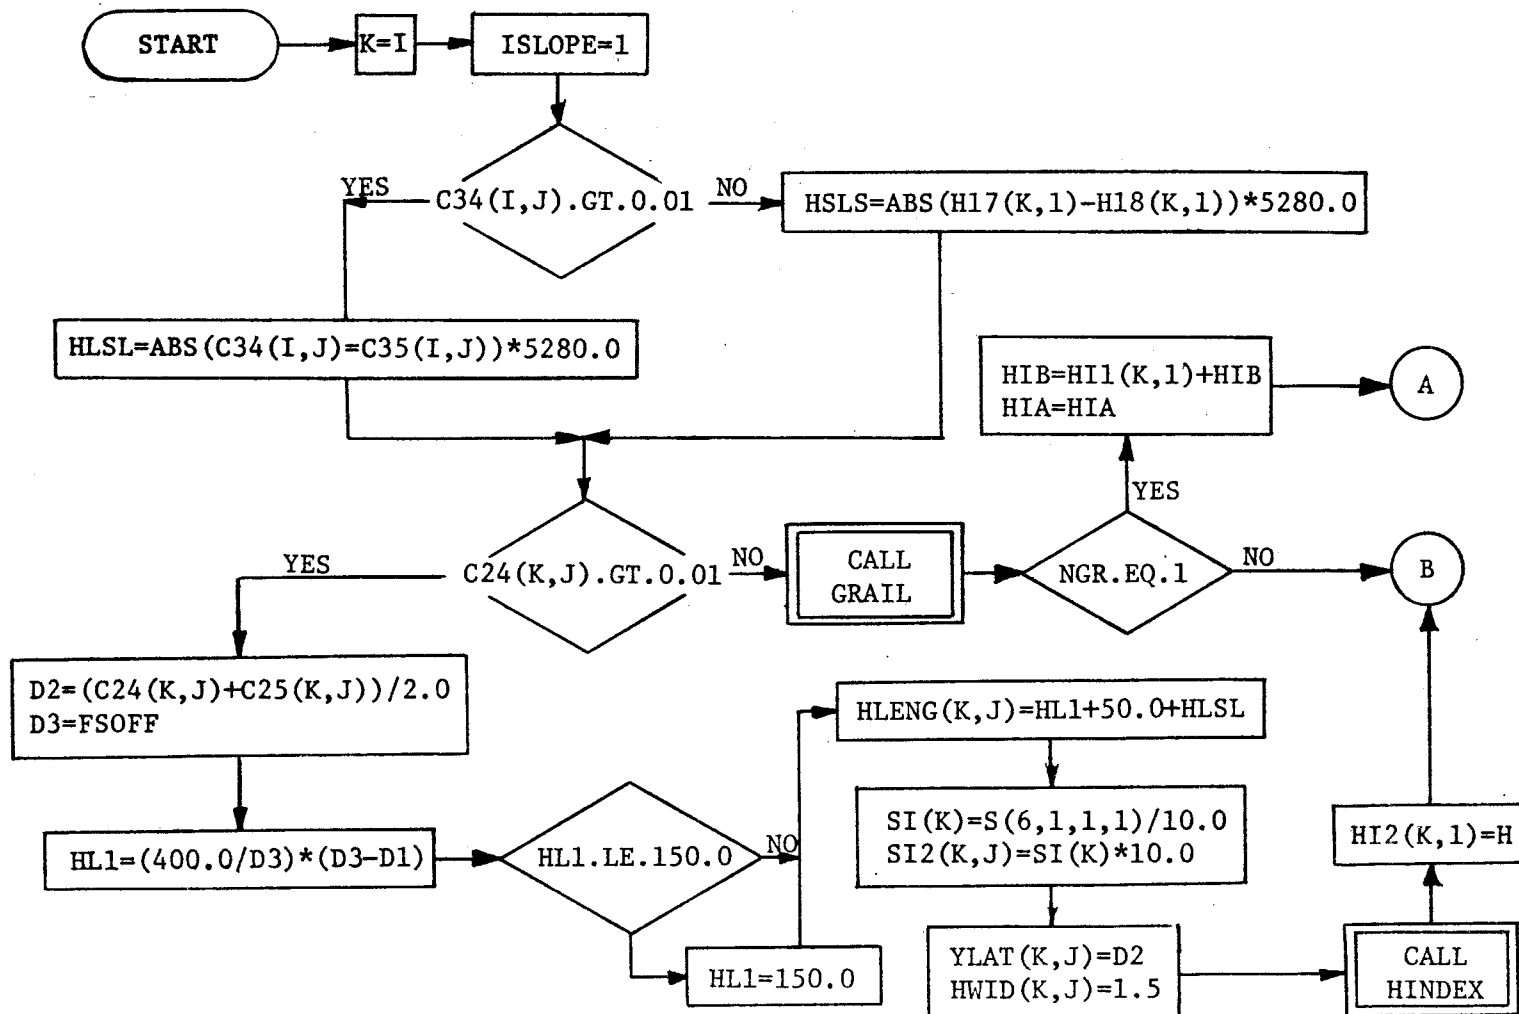 START
K=I
ISLOPE=1
YES
C34(I,J).GT.0.01
NO
HSLS=ABS(H17(K,1)-H18(K,1))*5280.0
HLSL=ABS(C34(I,J)=C35(I,J))*5280.0
HIB=HI1(K,1)+HIB
HIA=HIA
A
YES
YES
C24(K,J).GT.0.01
NO
CALL
GRAIL
NGR.EQ.1
NO
B
D2=(C24(K,J)+C25(K,J))/2.0
D3=FSOFF
HLENG(K,J)=HL1+50.0+HLSL
HL1=(400.0/D3)*(D3-D1)
HL1.LE.150.0
NO
SI(K)=S(6,1,1,1)/10.0
SI2(K,J)=SI(K)*10.0
HI2(K,1)=H
HL1=150.0
YLAT(K,J)=D2
HWID(K,J)=1.5
CALL
HINDEX